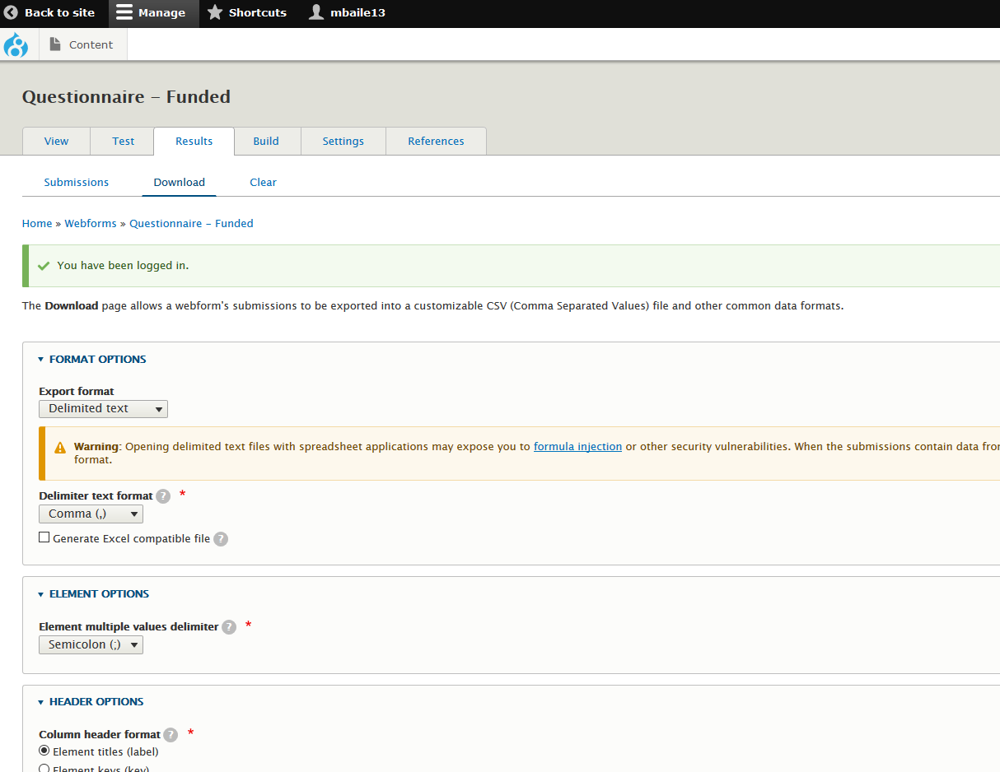 Back to site Manage Shortcuts mbaile13
Content
Questionnaire – Funded
View Test Results Build Settings References
Submissions Download Clear
Home » Webforms » Questionnaire – Funded
You have been logged in.
The Download page allows a webform's submissions to be exported into a customizable CSV (Comma Separated Values) file and other common data formats.
FORMAT OPTIONS
Export format
Delimited text
Warning: Opening delimited text files with spreadsheet applications may expose you to formula injection or other security vulnerabilities. When the submissions contain data from
format.
Delimiter text format ? *
Comma (,)
Generate Excel compatible file ?
ELEMENT OPTIONS
Element multiple values delimiter ? *
Semicolon (;)
HEADER OPTIONS
Column header format ? *
Element titles (label)
Element keys (key)